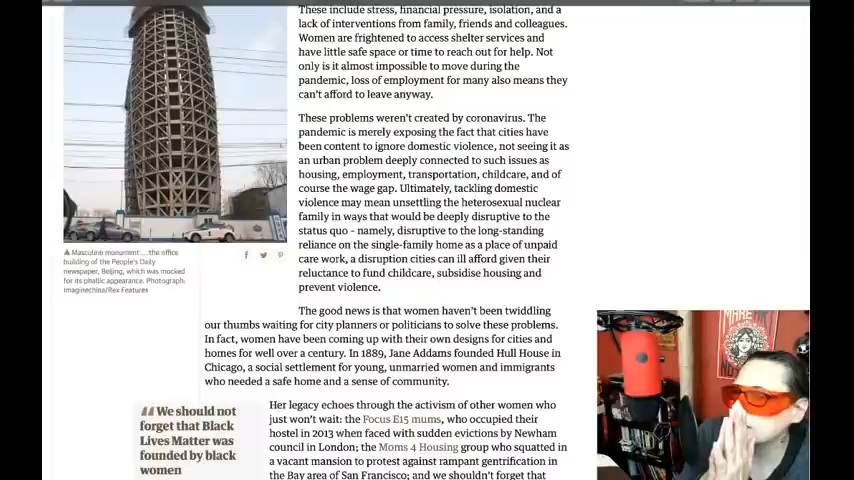 These include stress, financial pressure, isolation, and a
lack of interventions from family, friends and colleagues.
Women are frightened to access shelter services and
have little safe space or time to reach out for help. Not
only is it almost impossible to move during the
pandemic, loss of employment for many also means they
can't afford to leave anyway.
These problems weren't created by coronavirus. The
pandemic is merely exposing the fact that cities have
been content to ignore domestic violence, not seeing it as
an urban problem deeply connected to such issues as
housing, employment, transportation, childcare, and of
course the wage gap. Ultimately, tackling domestic
violence may mean unsettling the heterosexual nuclear
family in ways that would be deeply disruptive to the
status quo – namely, disruptive to the long-standing
reliance on the single-family home as a place of unpaid
care work, a disruption cities can ill afford given their
reluctance to fund childcare, subsidise housing and
prevent violence.
Masculine monument ... the office
building of the People's Daily
newspaper, Beijing, which was mocked
for its phallic appearance. Photograph:
Imaginechina/Rex Features
The good news is that women haven't been twiddling
our thumbs waiting for city planners or politicians to solve these problems.
In fact, women have been coming up with their own designs for cities and
homes for well over a century. In 1889, Jane Addams founded Hull House in
Chicago, a social settlement for young, unmarried women and immigrants
who needed a safe home and a sense of community.
We should not
forget that Black
Lives Matter was
founded by black
women
Her legacy echoes through the activism of other women who
just won't wait: the Focus E15 mums, who occupied their
hostel in 2013 when faced with sudden evictions by Newham
council in London; the Moms 4 Housing group who squatted in
a vacant mansion to protest against rampant gentrification in
the Bay area of San Francisco; and we shouldn't forget that
MAKE